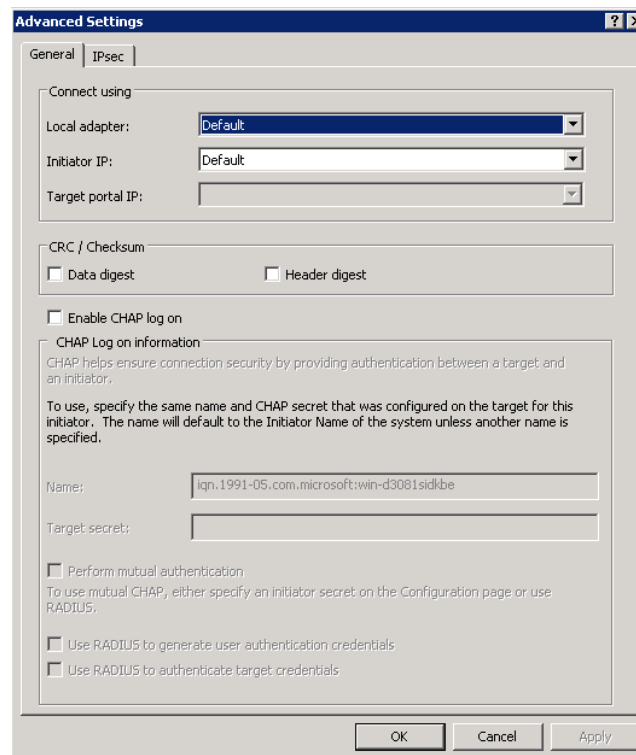 Advanced Settings
General
IPsec
Connect using
Local adapter:
Default
Initiator IP:
Default
Target portal IP:
CRC / Checksum
Data digest
Header digest
Enable CHAP log on
CHAP Log on information
CHAP helps ensure connection security by providing authentication between a target and
an initiator.
To use, specify the same name and CHAP secret that was configured on the target for this
initiator.  The name will default to the Initiator Name of the system unless another name is
specified.
Name:
iqn.1991-05.com.microsoft:win-d3081sidkbe
Target secret:
Perform mutual authentication
To use mutual CHAP, either specify an initiator secret on the Configuration page or use
RADIUS.
Use RADIUS to generate user authentication credentials
Use RADIUS to authenticate target credentials
OK
Cancel
Apply